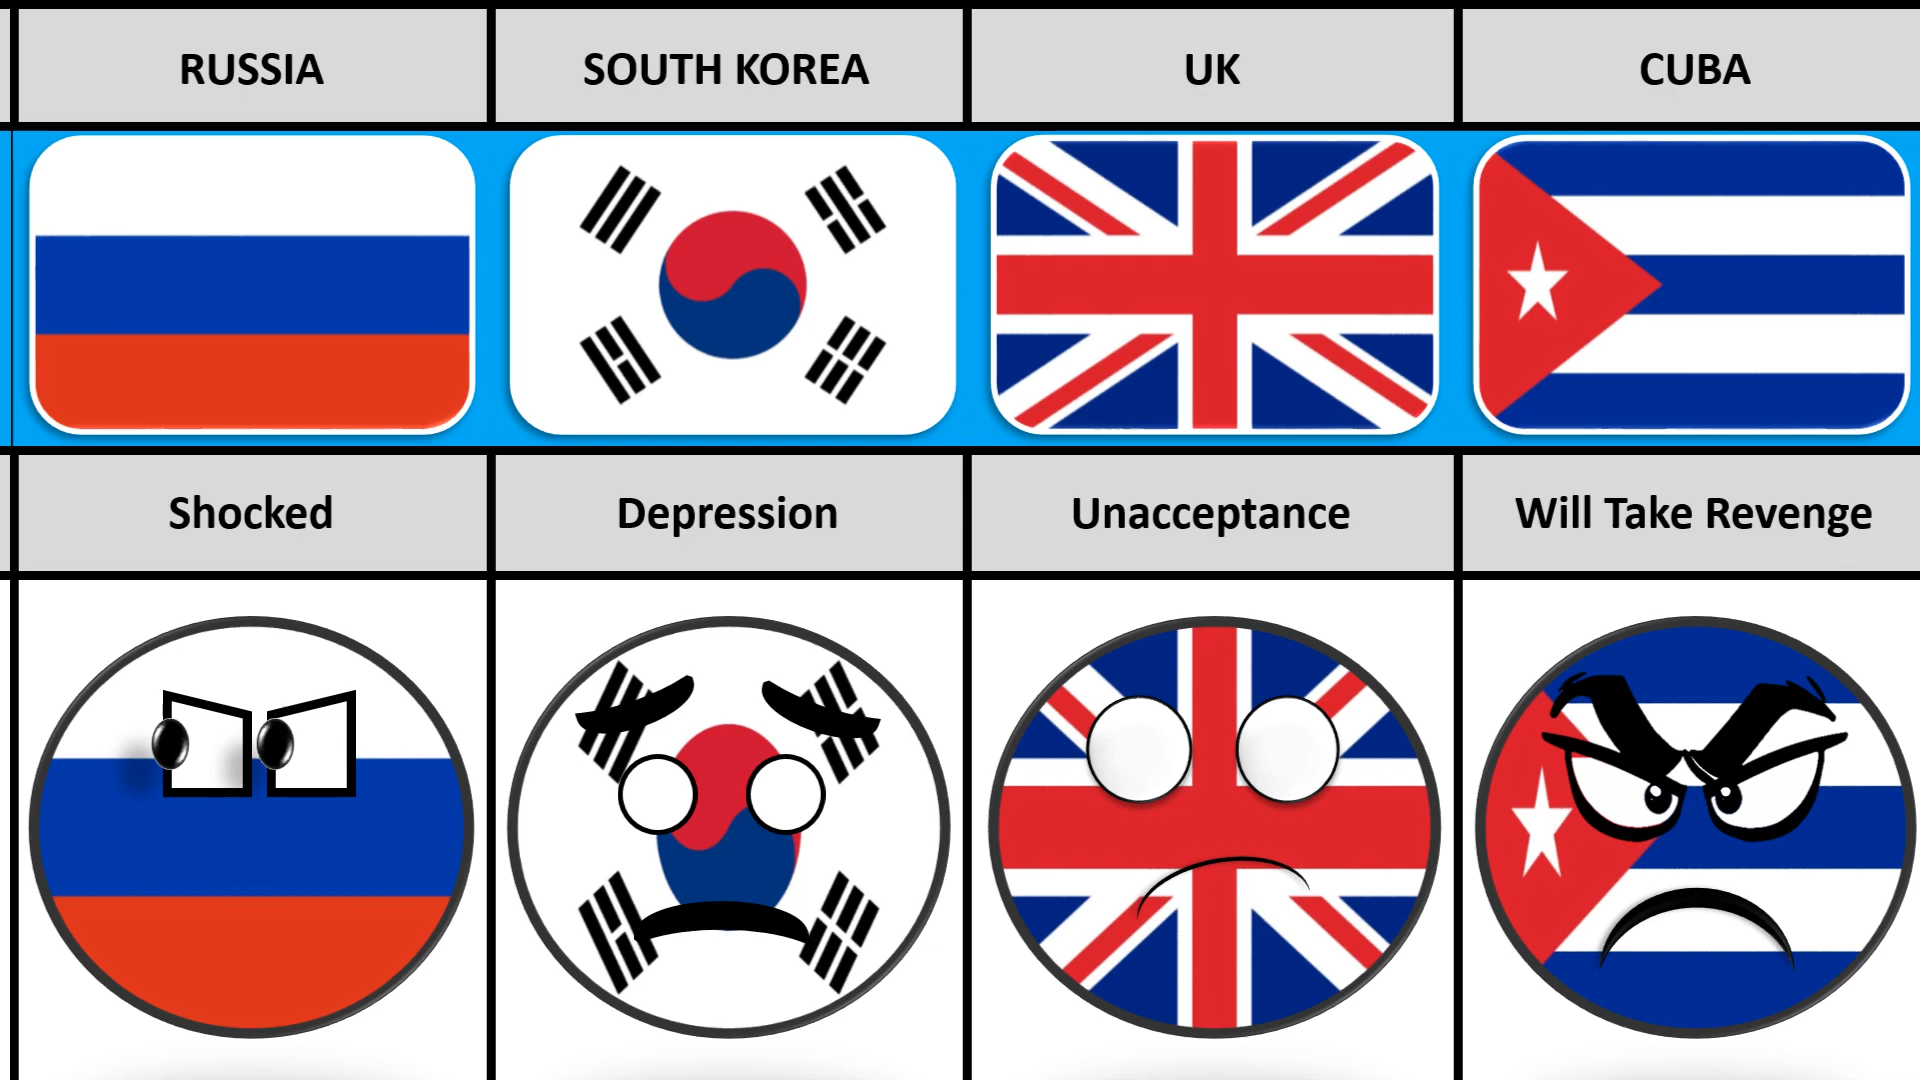 RUSSIA
SOUTH KOREA
UK
CUBA
Shocked
Depression
Unacceptance
Will Take Revenge